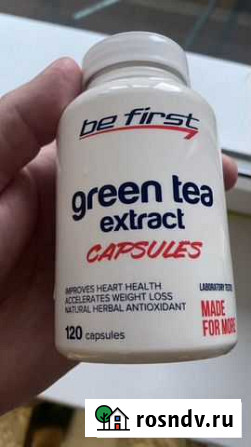 be first
green tea
extract
CAPSULES
IMPROVES HEART HEALTH
ACCELERATES WEIGHT LOSS
NATURAL HERBAL ANTIOXIDANT
120 capsules
LABORATORY
MADE
FOR MORE
rosndv.ru